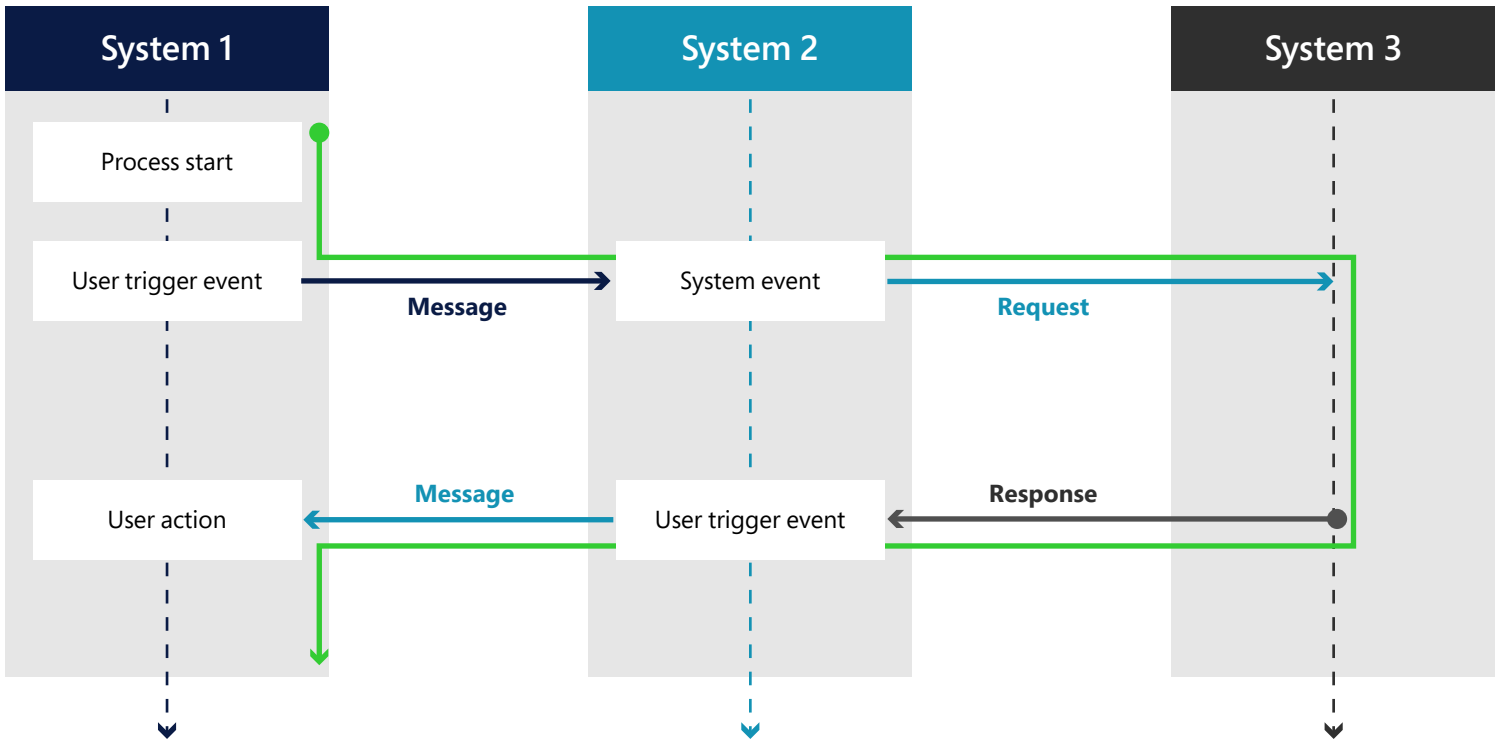 System 1
System 2
System 3
Process start
User trigger event
System event
Message
Request
Message
Response
User action
User trigger event